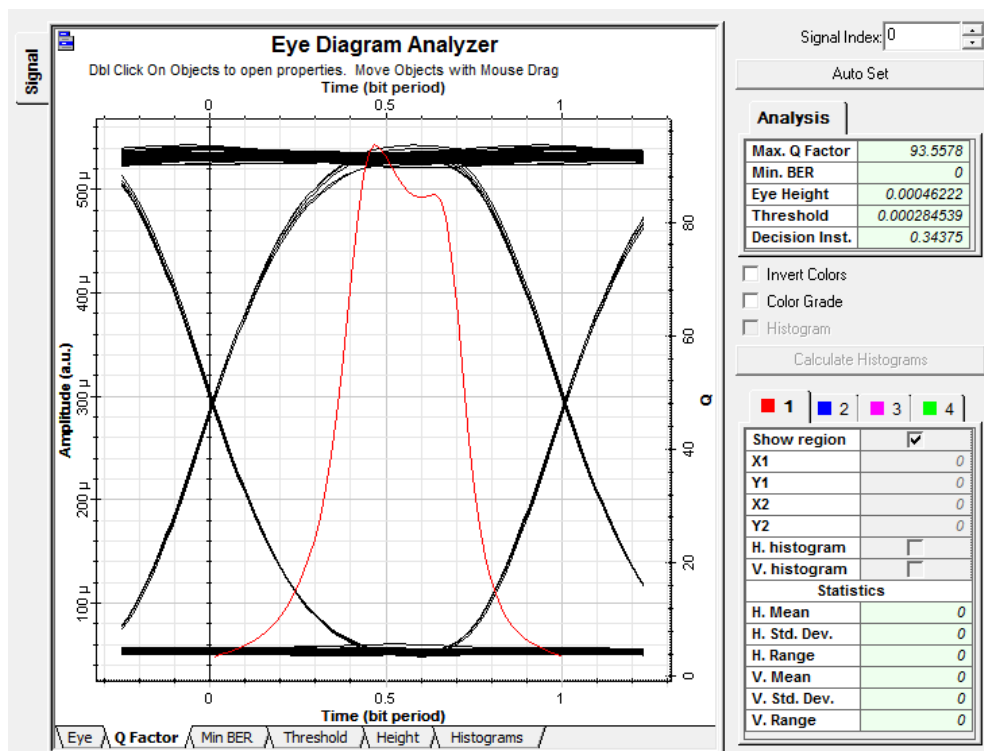 Signal
Eye Diagram Analyzer
Dbl Click On Objects to open properties. Move Objects with Mouse Drag
Time (bit period)
0 0.5 1
Amplitude (a.u.)
500 µ
400 µ
300 µ
200 µ
100 µ
Q
80
60
40
20
0
0 0.5 1
Time (bit period)
Eye Q Factor Min BER Threshold Height Histograms
Signal Index: 0
Auto Set
Analysis
Max. Q Factor 93.5578
Min. BER 0
Eye Height 0.00046222
Threshold 0.000284539
Decision Inst. 0.34375
Invert Colors
Color Grade
Histogram
Calculate Histograms
1 2 3 4
Show region
X1 0
Y1 0
X2 0
Y2 0
H. histogram
V. histogram
Statistics
H. Mean 0
H. Std. Dev. 0
H. Range 0
V. Mean 0
V. Std. Dev. 0
V. Range 0